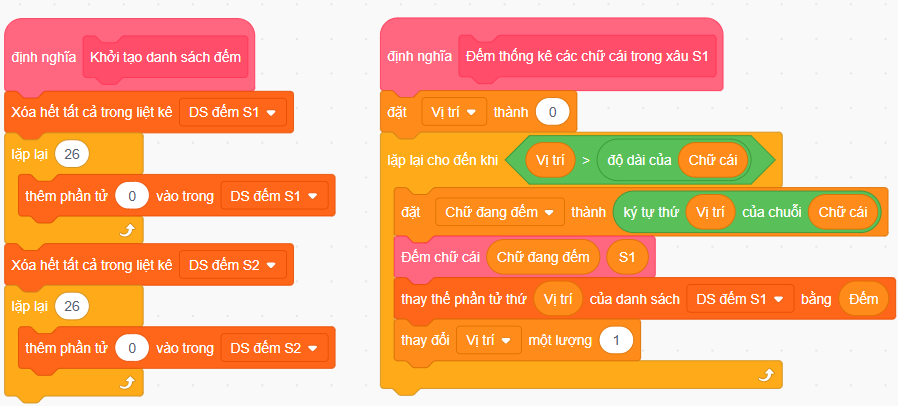 định nghĩa Khởi tạo danh sách đếm
Xóa hết tất cả trong liệt kê DS đếm S1
lặp lại 26
thêm phần tử 0 vào trong DS đếm S1
Xóa hết tất cả trong liệt kê DS đếm S2
lặp lại 26
thêm phần tử 0 vào trong DS đếm S2
định nghĩa Đếm thống kê các chữ cái trong xâu S1
đặt Vị trí thành 0
lặp lại cho đến khi Vị trí > độ dài của Chữ cái
đặt Chữ đang đếm thành ký tự thứ Vị trí của chuỗi Chữ cái
Đếm chữ cái Chữ đang đếm S1
thay thế phần tử thứ Vị trí của danh sách DS đếm S1 bằng Đếm
thay đổi Vị trí một lượng 1